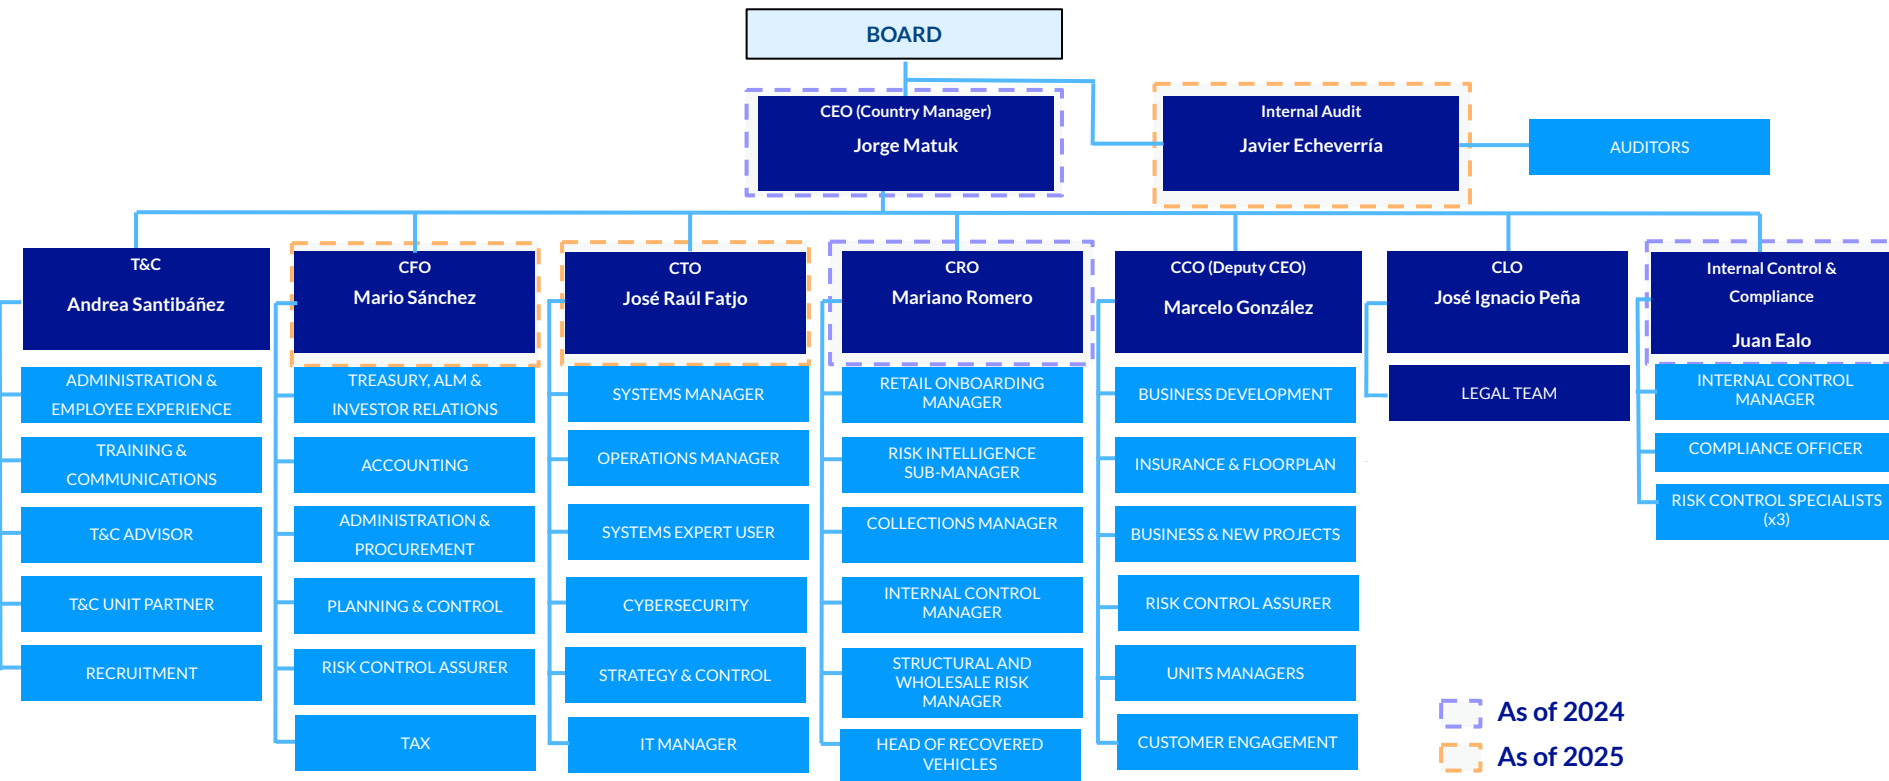 BOARD
CEO (Country Manager)
Jorge Matuk
Internal Audit
Javier Echeverría
AUDITORS
T&C
Andrea Santibáñez
CFO
Mario Sánchez
CTO
José Raúl Fatjo
CRO
Mariano Romero
CCO (Deputy CEO)
Marcelo González
CLO
José Ignacio Peña
Internal Control &
Compliance
Juan Ealo
ADMINISTRATION &
EMPLOYEE EXPERIENCE
TRAINING &
COMMUNICATIONS
T&C ADVISOR
T&C UNIT PARTNER
RECRUITMENT
TREASURY, ALM &
INVESTOR RELATIONS
ACCOUNTING
ADMINISTRATION &
PROCUREMENT
PLANNING & CONTROL
RISK CONTROL ASSURER
TAX
SYSTEMS MANAGER
OPERATIONS MANAGER
SYSTEMS EXPERT USER
CYBERSECURITY
STRATEGY & CONTROL
IT MANAGER
RETAIL ONBOARDING
MANAGER
RISK INTELLIGENCE
SUB-MANAGER
COLLECTIONS MANAGER
INTERNAL CONTROL
MANAGER
STRUCTURAL AND
WHOLESALE RISK
MANAGER
HEAD OF RECOVERED
VEHICLES
BUSINESS DEVELOPMENT
INSURANCE & FLOORPLAN
BUSINESS & NEW PROJECTS
RISK CONTROL ASSURER
UNITS MANAGERS
CUSTOMER ENGAGEMENT
LEGAL TEAM
INTERNAL CONTROL
MANAGER
COMPLIANCE OFFICER
RISK CONTROL SPECIALISTS
(x3)
As of 2024
As of 2025